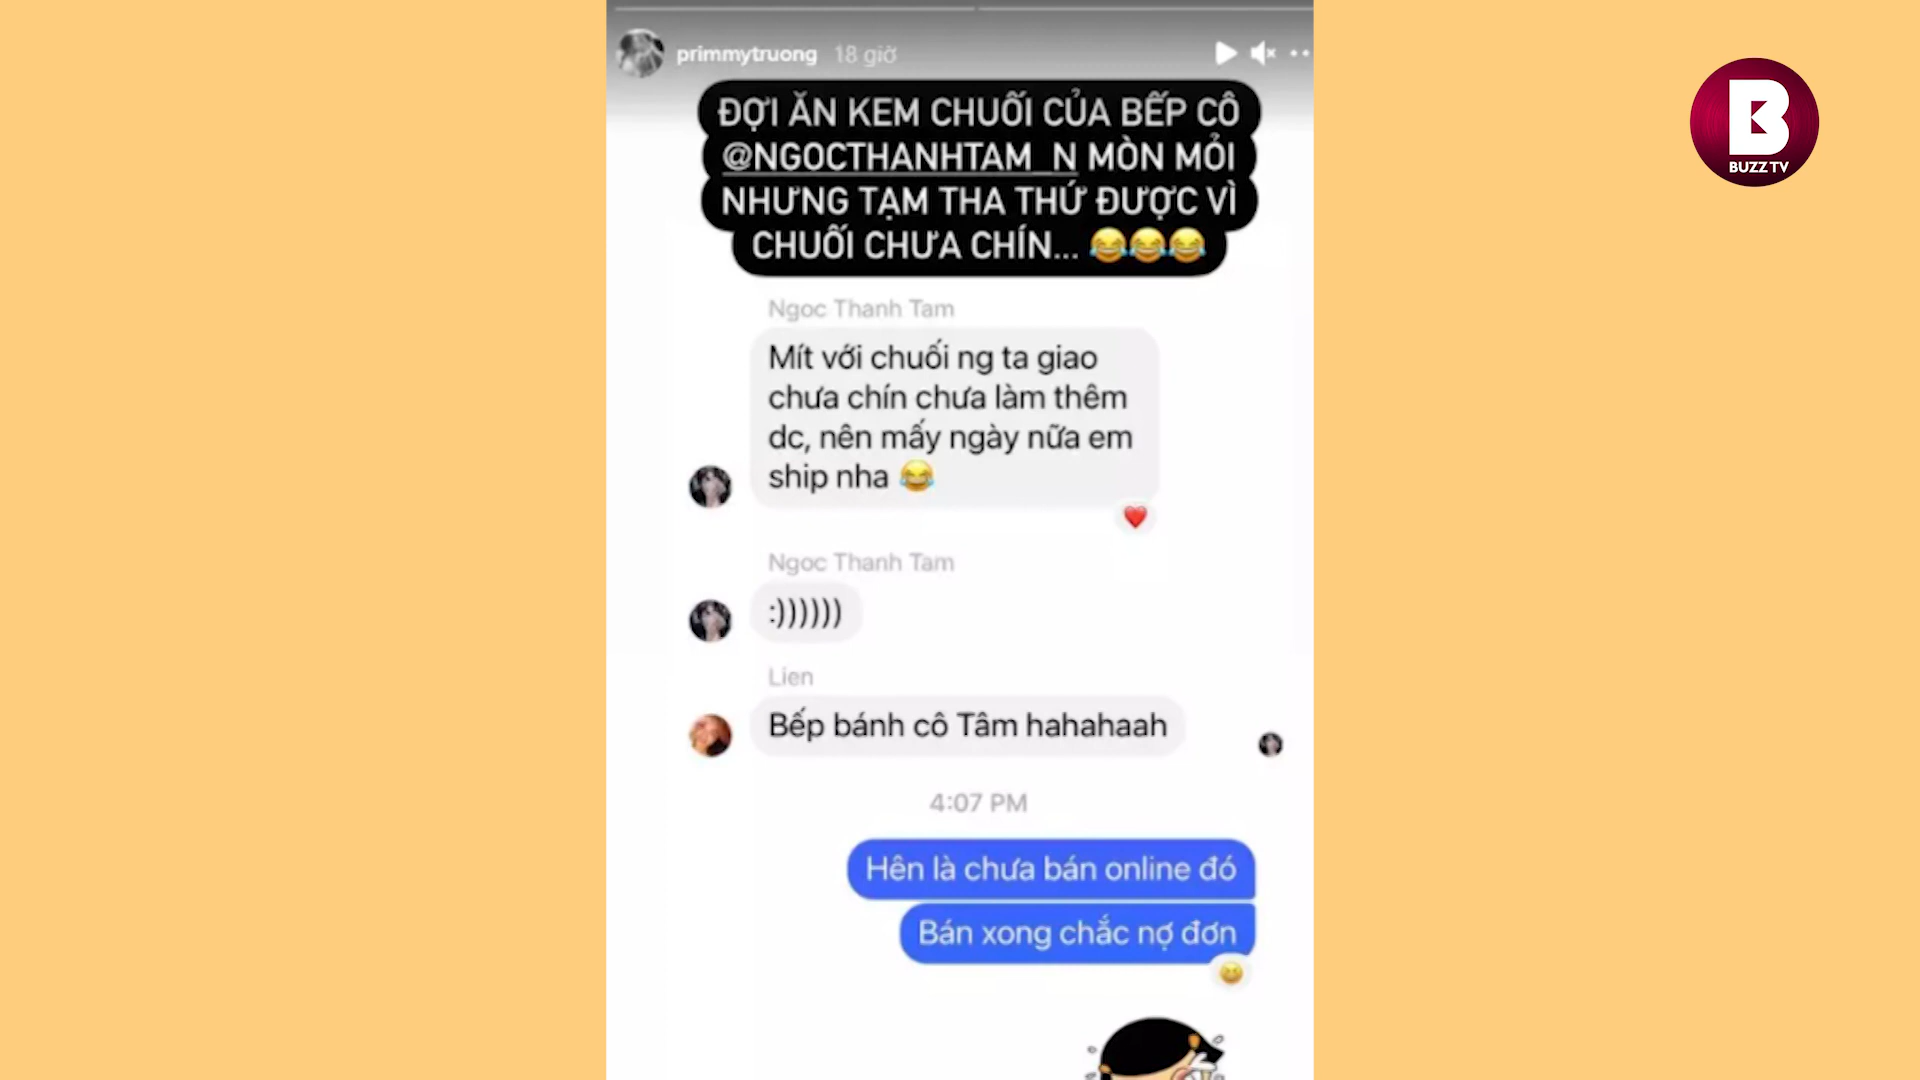 primmytruong 18 giờ
ĐỢI ĂN KEM CHUỐI CỦA BẾP CÔ
@NGOCTHANHTAM_N MÒN MỎI
NHƯNG TẠM THA THỨ ĐƯỢC VÌ
CHUỐI CHƯA CHÍN... 😂😂😂
Ngoc Thanh Tam
Mít với chuối ng ta giao
chưa chín chưa làm thêm
dc, nên mấy ngày nữa em
ship nha 😂
Ngoc Thanh Tam
:))))))
Lien
Bếp bánh cô Tâm hahahaah
4:07 PM
Hên là chưa bán online đó
Bán xong chắc nợ đơn
B
BUZZ TV